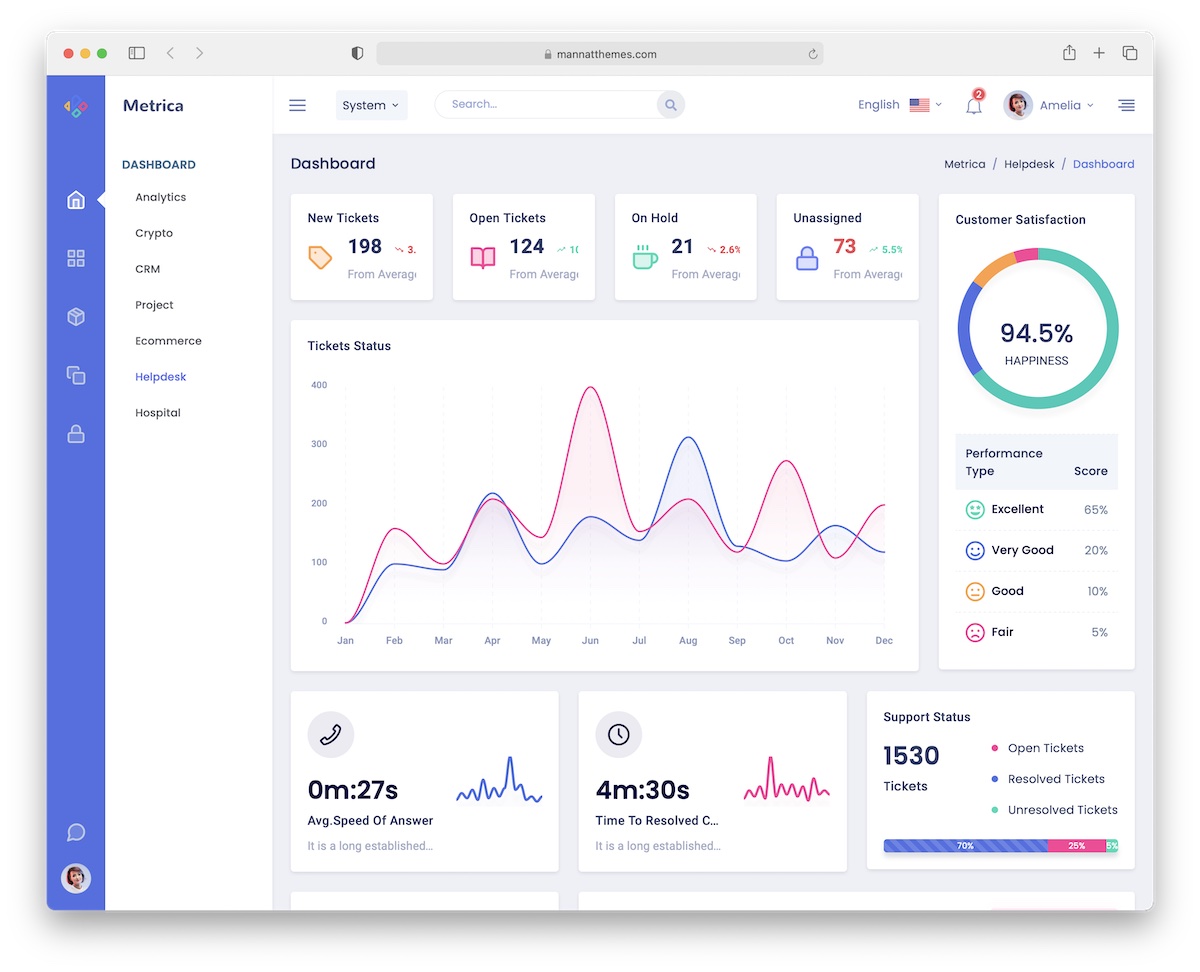 mannatthemes.com
Metrica
System
Search...
English
2
Amelia
DASHBOARD
Analytics
Crypto
CRM
Project
Ecommerce
Helpdesk
Hospital
Dashboard
Metrica / Helpdesk / Dashboard
New Tickets
198 3.
From Average
Open Tickets
124 10
From Average
On Hold
21 2.6%
From Average
Unassigned
73 5.5%
From Average
Customer Satisfaction
94.5%
HAPPINESS
Performance
Type Score
Excellent 65%
Very Good 20%
Good 10%
Fair 5%
Tickets Status
400
300
200
100
0
Jan Feb Mar Apr May Jun Jul Aug Sep Oct Nov Dec
0m:27s
Avg.Speed Of Answer
It is a long established...
4m:30s
Time To Resolved C...
It is a long established...
Support Status
1530
Tickets
Open Tickets
Resolved Tickets
Unresolved Tickets
70% 25% 5%